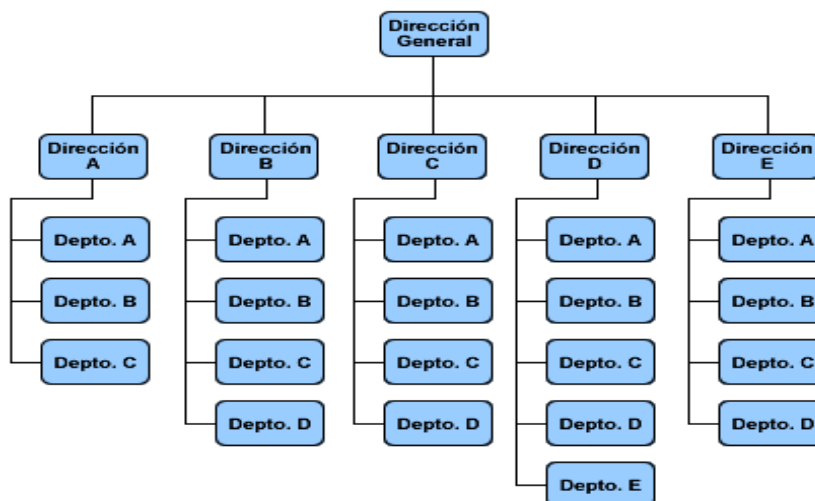 Dirección
General
Dirección
A
Dirección
B
Dirección
C
Dirección
D
Dirección
E
Depto. A
Depto. B
Depto. C
Depto. A
Depto. B
Depto. C
Depto. D
Depto. A
Depto. B
Depto. C
Depto. D
Depto. A
Depto. B
Depto. C
Depto. D
Depto. E
Depto. A
Depto. B
Depto. C
Depto. D